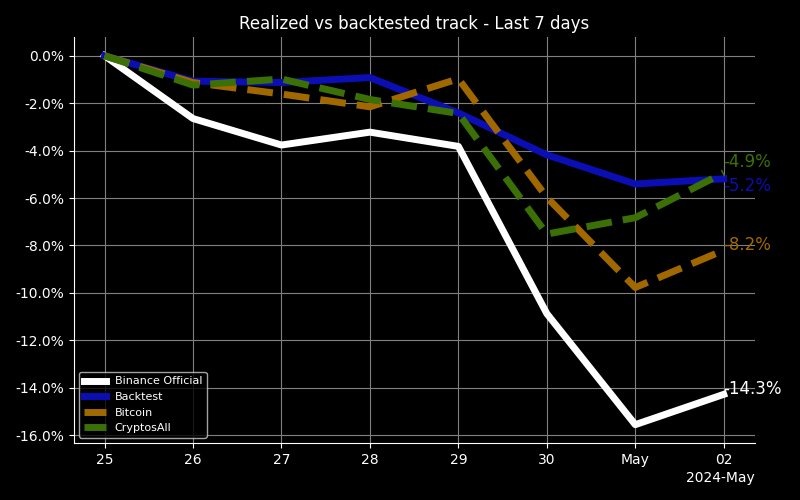 Realized vs backtested track - Last 7 days
0.0%
-2.0%
-4.0%
-6.0%
-8.0%
-10.0%
-12.0%
-14.0%
-16.0%
-4.9%
-5.2%
-8.2%
-14.3%
Binance Official
Backtest
Bitcoin
CryptosAll
25 26 27 28 29 30 May 02
2024-May